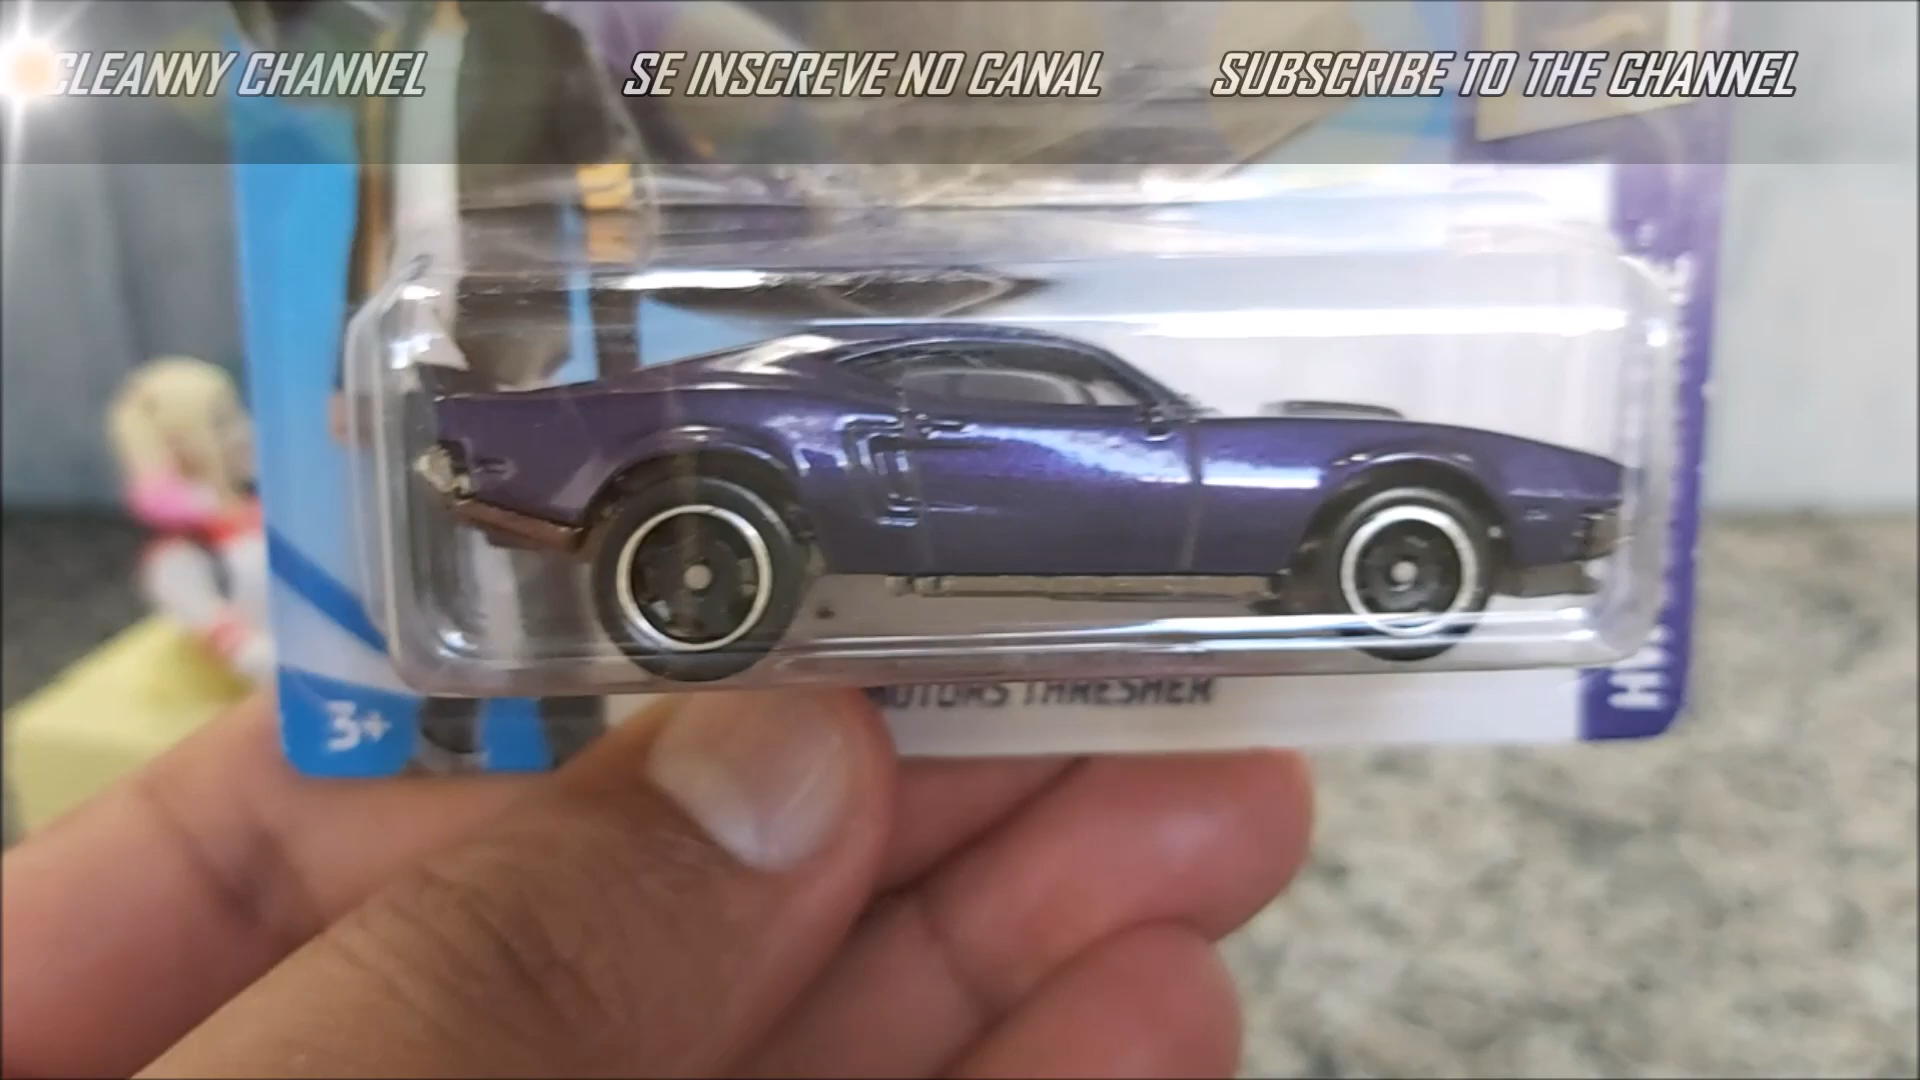 CLEANNY CHANNEL SE INSCREVE NO CANAL SUBSCRIBE TO THE CHANNEL
MOTORS THRESHER
3+